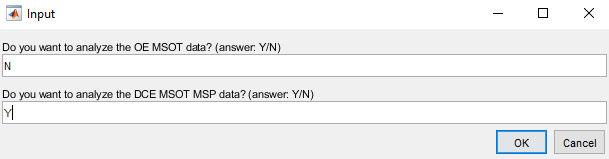 Input
Do you want to analyze the OE MSOT data? (answer: Y/N)
N
Do you want to analyze the DCE MSOT MSP data? (answer: Y/N)
Y
OK Cancel